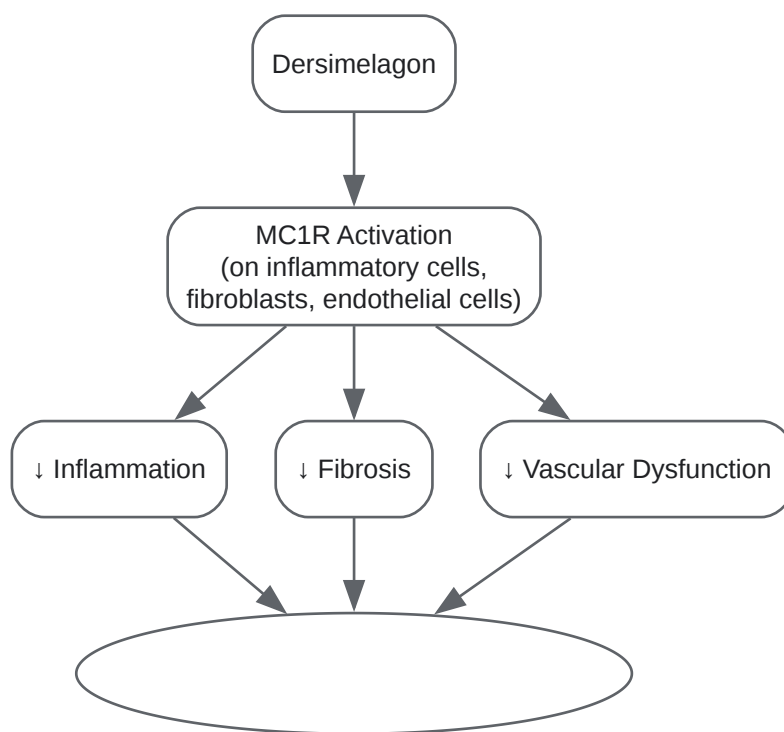 Dersimelagon
MC1R Activation
(on inflammatory cells,
fibroblasts, endothelial cells)
↓ Inflammation
↓ Fibrosis
↓ Vascular Dysfunction